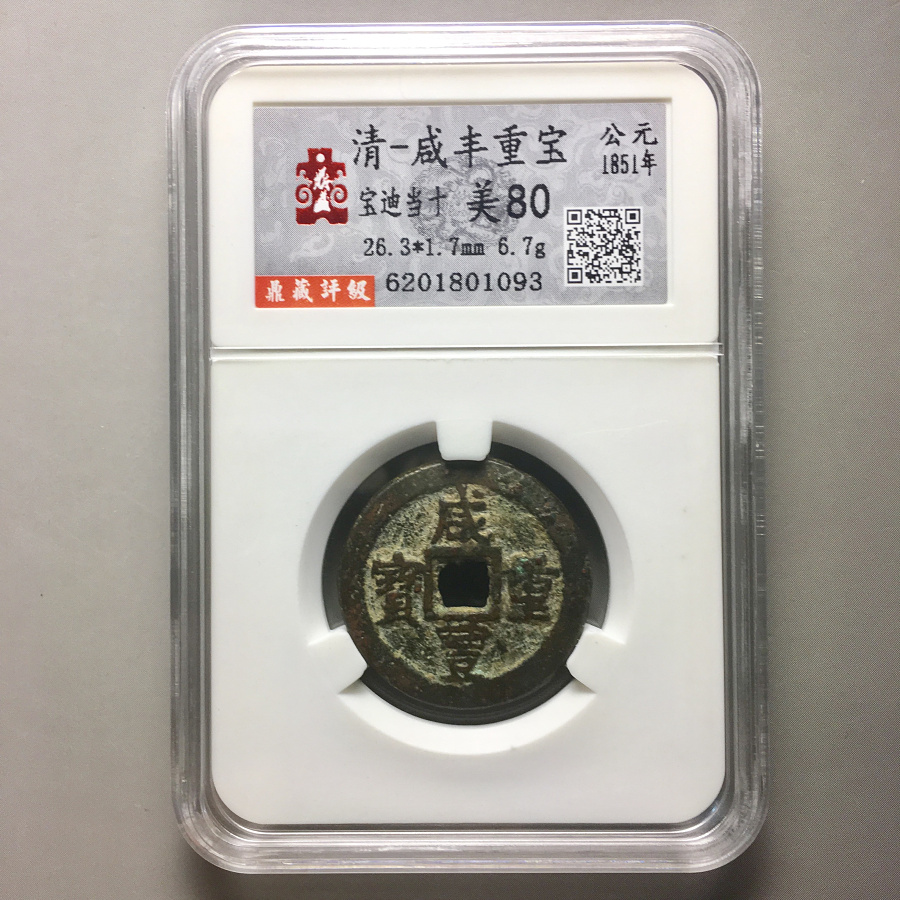 清-咸丰重宝
公元
1851年
宝迪当十 美80
26.3*1.7mm 6.7g
鼎藏評級 6201801093
咸豐重寶